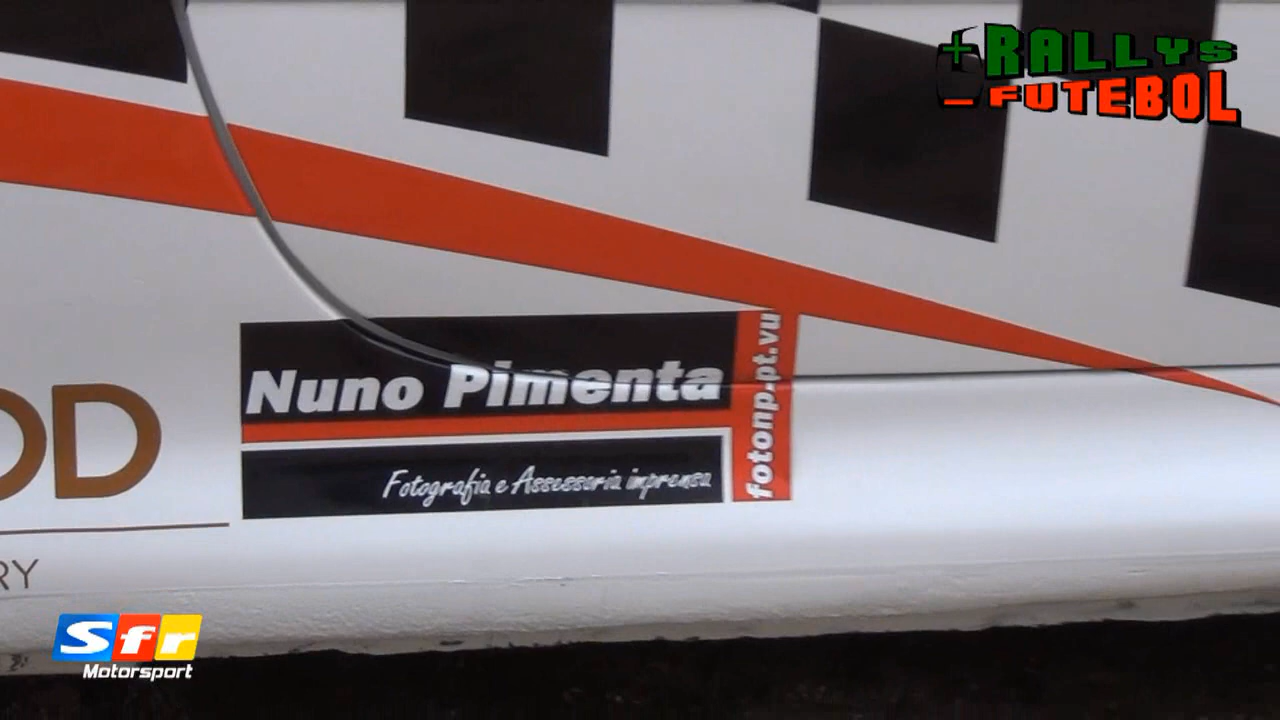 + RALLYS
- FUTEBOL
Nuno Pimenta
fotonp-pt.vu
Fotografia e Assessoria imprensa
OD
RY
Sfr
Motorsport